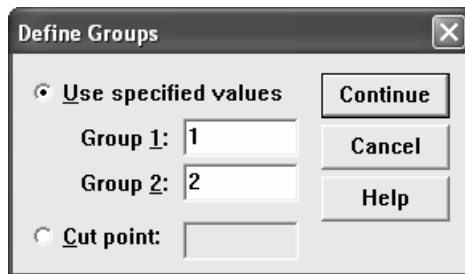 Define Groups
Use specified values
Group 1: 1
Group 2: 2
Cut point:
Continue
Cancel
Help